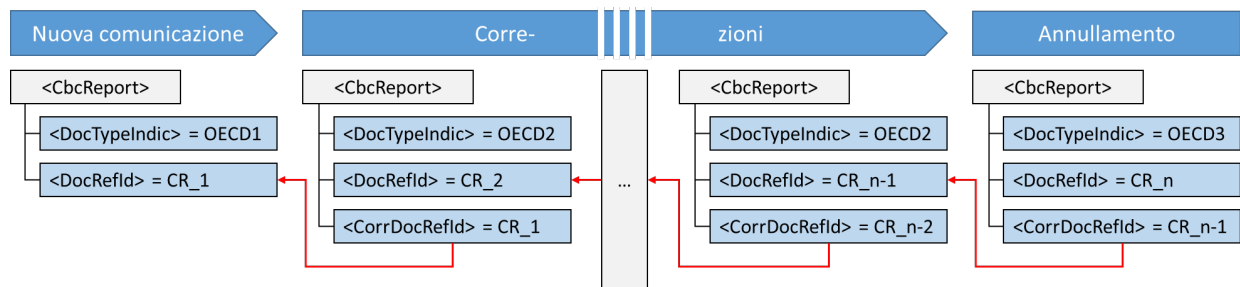 Nuova comunicazione
Corre-
zioni
Annullamento
<CbcReport>
<DocTypeIndic> = OECD1
<DocRefId> = CR_1
<CbcReport>
<DocTypeIndic> = OECD2
<DocRefId> = CR_2
<CorrDocRefId> = CR_1
...
<CbcReport>
<DocTypeIndic> = OECD2
<DocRefId> = CR_n-1
<CorrDocRefId> = CR_n-2
<CbcReport>
<DocTypeIndic> = OECD3
<DocRefId> = CR_n
<CorrDocRefId> = CR_n-1